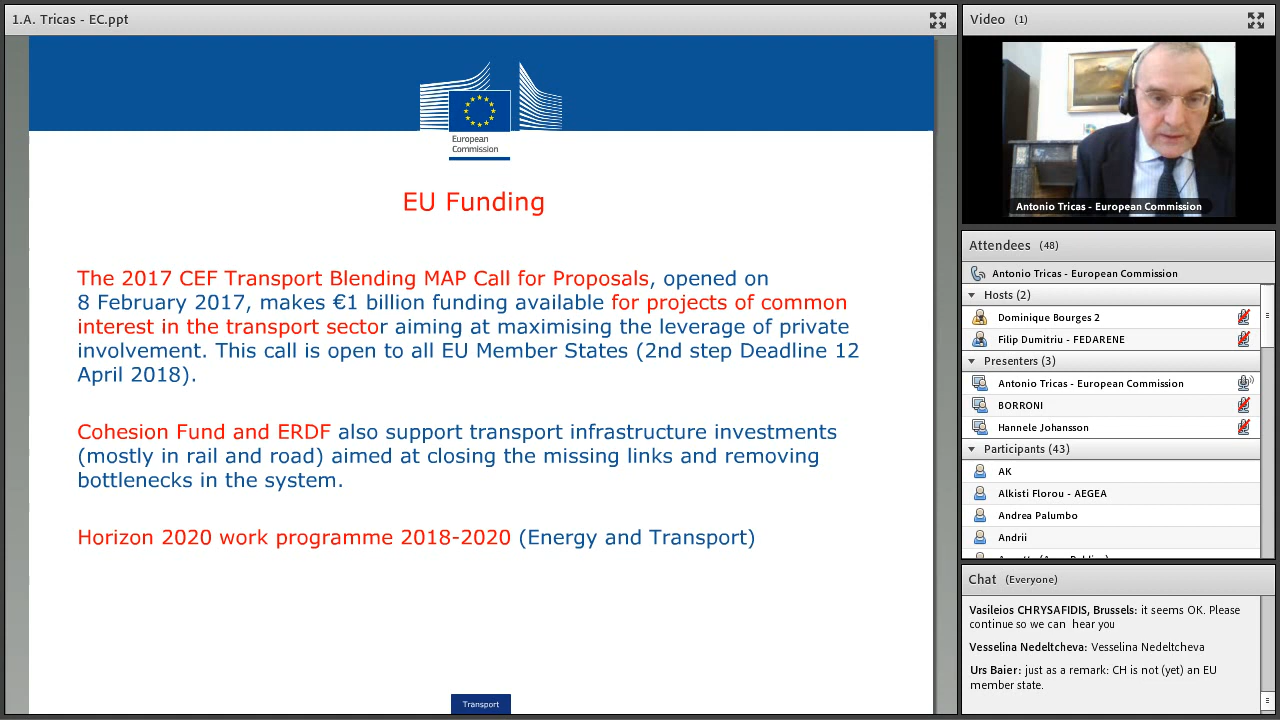 1.A. Tricas - EC.ppt
European
Commission
EU Funding
The 2017 CEF Transport Blending MAP Call for Proposals, opened on
8 February 2017, makes €1 billion funding available for projects of common
interest in the transport sector aiming at maximising the leverage of private
involvement. This call is open to all EU Member States (2nd step Deadline 12
April 2018).
Cohesion Fund and ERDF also support transport infrastructure investments
(mostly in rail and road) aimed at closing the missing links and removing
bottlenecks in the system.
Horizon 2020 work programme 2018-2020 (Energy and Transport)
Transport
Video (1)
Antonio Tricas - European Commission
Attendees (48)
Antonio Tricas - European Commission
Hosts (2)
Dominique Bourges 2
Filip Dumitriu - FEDARENE
Presenters (3)
Antonio Tricas - European Commission
BORRONI
Hannele Johansson
Participants (43)
AK
Alkisti Florou - AEGEA
Andrea Palumbo
Andrii
Chat (Everyone)
Vasileios CHRYSAFIDIS, Brussels: it seems OK. Please
continue so we can hear you
Vesselina Nedeltcheva: Vesselina Nedeltcheva
Urs Baier: just as a remark: CH is not (yet) an EU
member state.